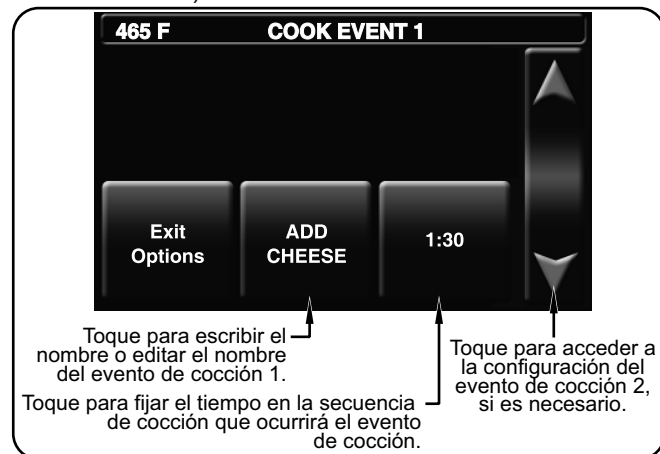 465 F COOK EVENT 1
Exit
Options
ADD
CHEESE
1:30
Toque para escribir el
nombre o editar el nombre
del evento de cocción 1.
Toque para fijar el tiempo en la secuencia
de cocción que ocurrirá el evento
de cocción.
Toque para acceder a
la configuración del
evento de cocción 2,
si es necesario.